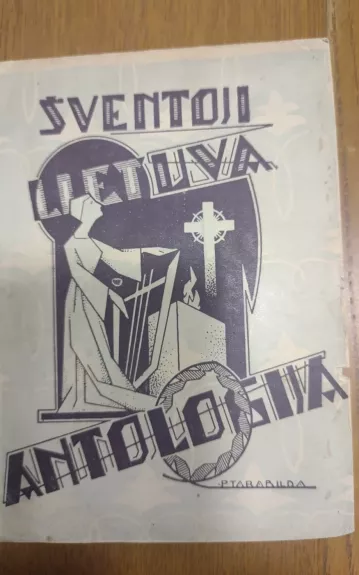 ŠVENTOJI
LIETUVA
ANTOLOGIJA
P TARABILDA